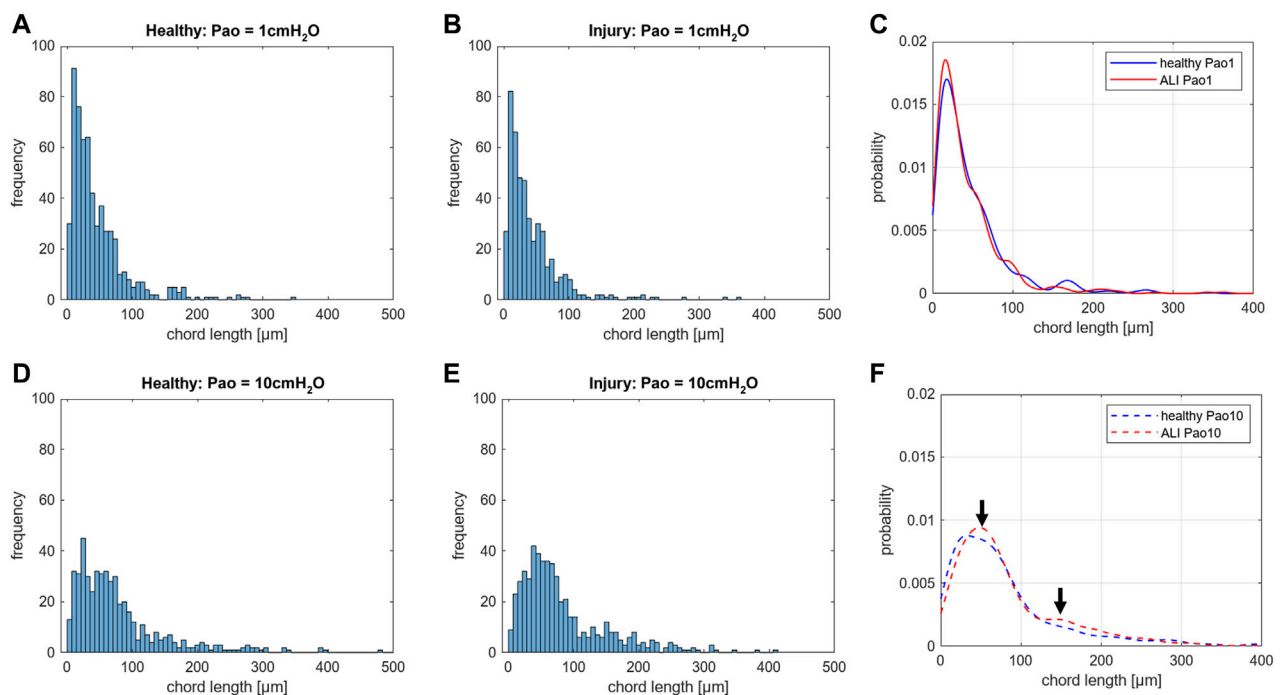 A
Healthy: Pao = 1cmH2O
100
80
60
40
20
0
frequency
0 100 200 300 400 500
chord length [µm]
B
Injury: Pao = 1cmH2O
100
80
60
40
20
0
frequency
0 100 200 300 400 500
chord length [µm]
C
0.02
0.015
0.01
0.005
0
probability
healthy Pao1
ALI Pao1
0 100 200 300 400
chord length [µm]
D
Healthy: Pao = 10cmH2O
100
80
60
40
20
0
frequency
0 100 200 300 400 500
chord length [µm]
E
Injury: Pao = 10cmH2O
100
80
60
40
20
0
frequency
0 100 200 300 400 500
chord length [µm]
F
0.02
0.015
0.01
0.005
0
probability
healthy Pao10
ALI Pao10
0 100 200 300 400
chord length [µm]